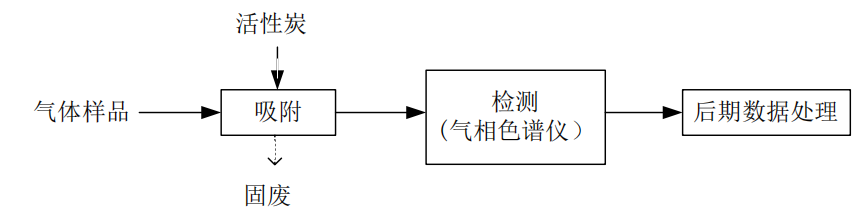 活性炭
气体样品
吸附
检测
（气相色谱仪）
后期数据处理
固废